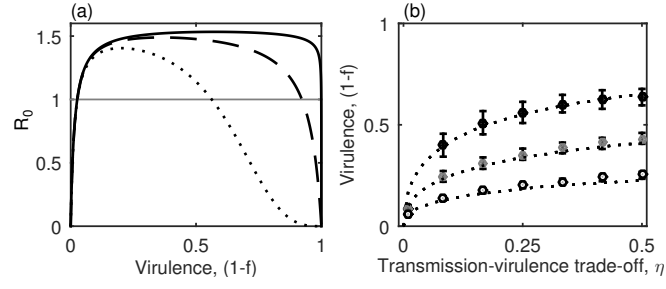 (a)
1.5
1
0.5
0
R0
0 0.5 1
Virulence, (1-f)
(b)
1
0.5
0
Virulence, (1-f)
0 0.25 0.5
Transmission-virulence trade-off, η